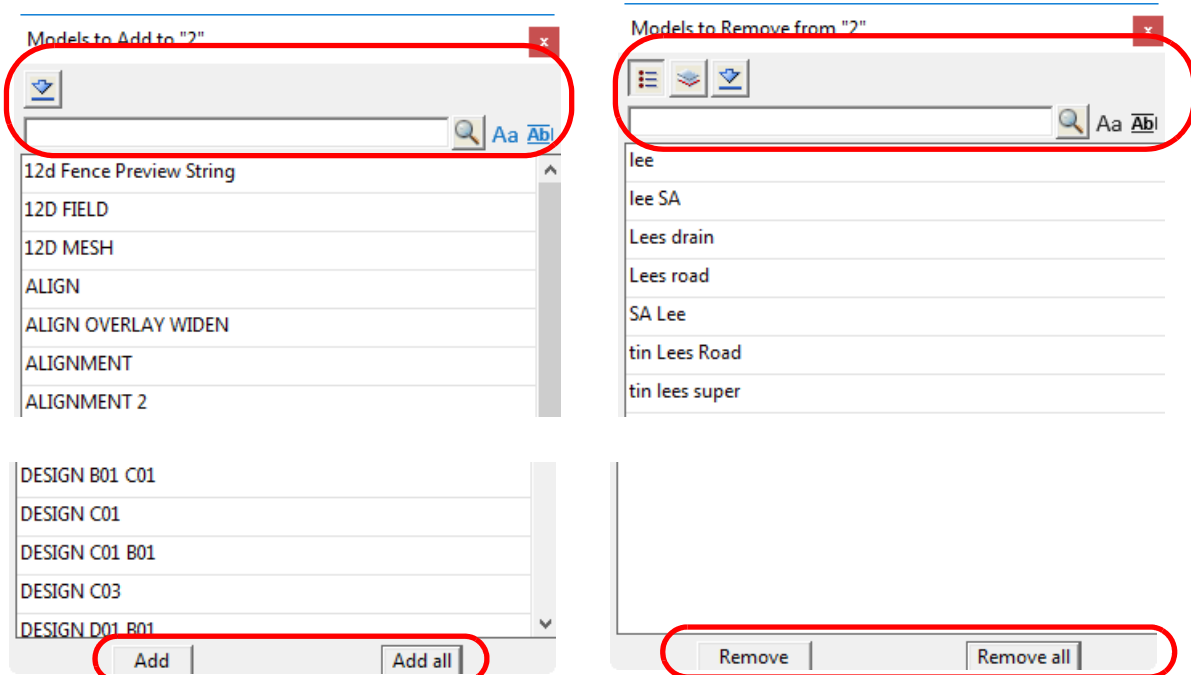 Models to Add to "2"
x
Aa Abl
12d Fence Preview String
12D FIELD
12D MESH
ALIGN
ALIGN OVERLAY WIDEN
ALIGNMENT
ALIGNMENT 2
DESIGN B01 C01
DESIGN C01
DESIGN C01 B01
DESIGN C03
DESIGN D01 B01
Add
Add all
Models to Remove from "2"
x
Aa Abl
lee
lee SA
Lees drain
Lees road
SA Lee
tin Lees Road
tin lees super
Remove
Remove all